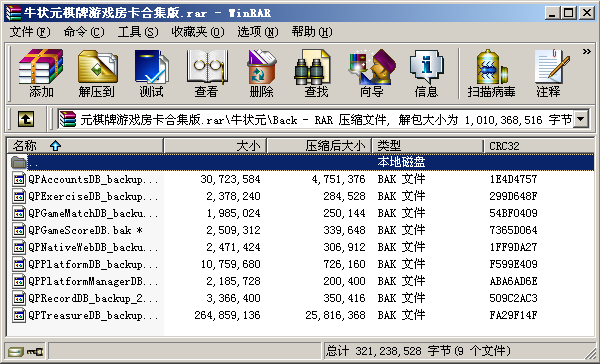 牛状元棋牌游戏房卡合集版.rar - WinRAR
文件(F) 命令(C) 工具(S) 收藏夹(O) 选项(N) 帮助(H)
添加 解压到 测试 查看 删除 查找 向导 信息 扫描病毒 注释
元棋牌游戏房卡合集版.rar\牛状元\Back - RAR 压缩文件, 解包大小为 1,010,368,516 字节
名称 大小 压缩后大小 类型 CRC32
.. 本地磁盘
QPAccountsDB_backup... 30,723,584 4,751,376 BAK 文件 1E4D4757
QPExerciseDB_backup... 2,378,240 284,528 BAK 文件 299D648F
QPGameMatchDB_backu... 1,985,024 250,144 BAK 文件 54BF0409
QPGameScoreDB.bak * 2,509,312 339,648 BAK 文件 7365D064
QPNativeWebDB_backu... 2,471,424 306,912 BAK 文件 1FF9DA27
QPPlatformDB_backup... 10,759,680 726,160 BAK 文件 F599E409
QPPlatformManagerDB... 2,185,728 200,400 BAK 文件 ABA6AD6E
QPRecordDB_backup_2... 3,366,400 350,416 BAK 文件 509C2AC3
QPTreasureDB_backup... 264,859,136 25,816,368 BAK 文件 FA29F14F
总计 321,238,528 字节(9 个文件)